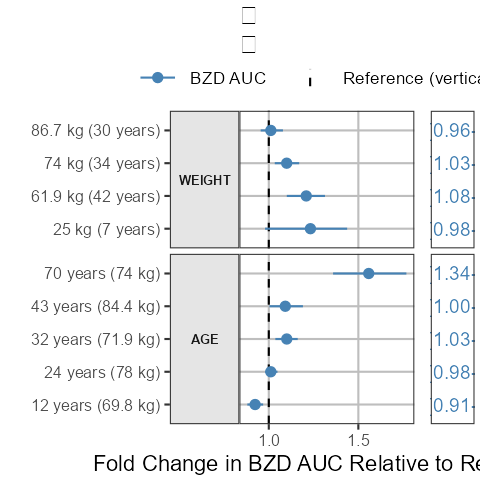 BZD AUC Reference (vertica
86.7 kg (30 years) 0.96
74 kg (34 years) 1.03
WEIGHT
61.9 kg (42 years) 1.08
25 kg (7 years) 0.98
70 years (74 kg) 1.34
43 years (84.4 kg) 1.00
32 years (71.9 kg) AGE 1.03
24 years (78 kg) 0.98
12 years (69.8 kg) 0.91
1.0 1.5
Fold Change in BZD AUC Relative to Re